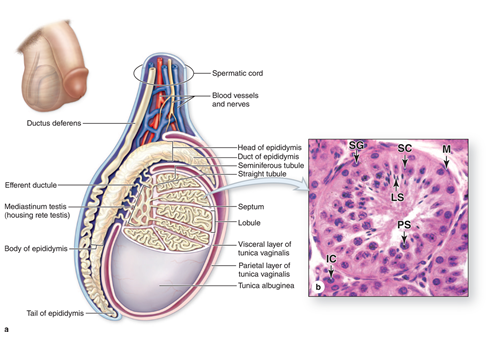 Spermatic cord
Blood vessels
and nerves
Ductus deferens
Head of epididymis
Duct of epididymis
Seminiferous tubule
Straight tubule
Efferent ductule
Mediastinum testis
(housing rete testis)
Septum
Lobule
Body of epididymis
Visceral layer of
tunica vaginalis
Parietal layer of
tunica vaginalis
Tunica albuginea
Tail of epididymis
a
SG
SC
M
LS
PS
IC
b